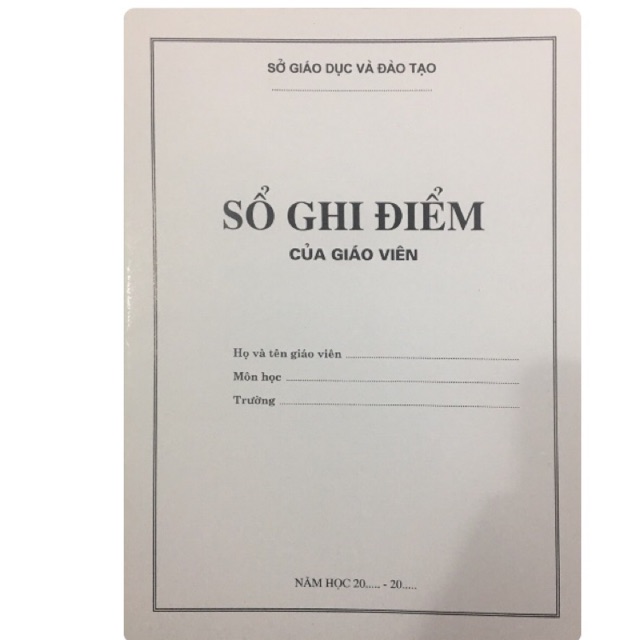 SỞ GIÁO DỤC VÀ ĐÀO TẠO
SỔ GHI ĐIỂM
CỦA GIÁO VIÊN
Họ và tên giáo viên
Môn học
Trường
NĂM HỌC 20..... - 20.....